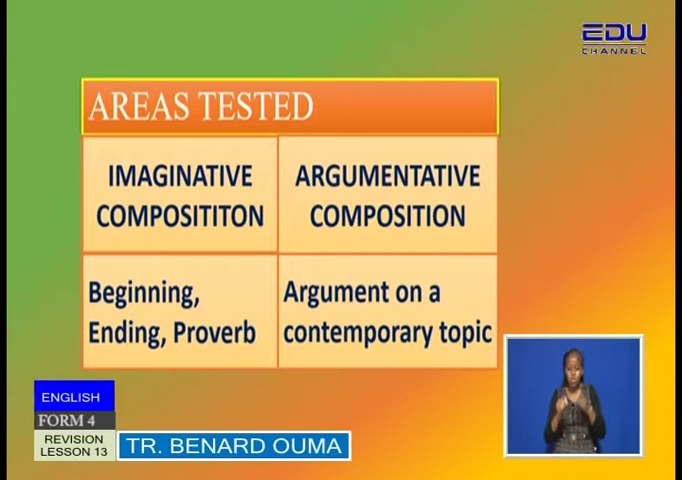 EDU
CHANNEL
AREAS TESTED
IMAGINATIVE
COMPOSITITON
ARGUMENTATIVE
COMPOSITION
Beginning,
Ending, Proverb
Argument on a
contemporary topic
ENGLISH
FORM 4
REVISION
LESSON 13
TR. BENARD OUMA